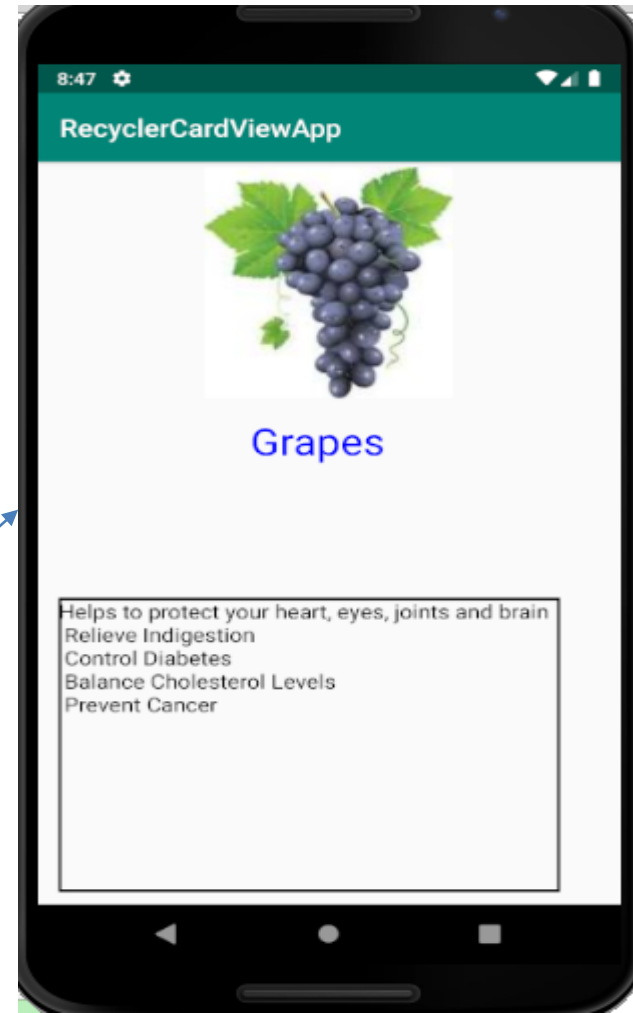 8:47
RecyclerCardViewApp
Grapes
Helps to protect your heart, eyes, joints and brain
Relieve Indigestion
Control Diabetes
Balance Cholesterol Levels
Prevent Cancer